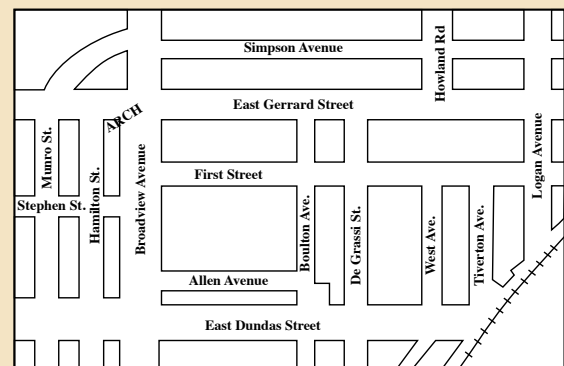 Simpson Avenue
Howland Rd
East Gerrard Street
ARCH
Munro St.
Hamilton St.
Broadview Avenue
Logan Avenue
First Street
Stephen St.
Boulton Ave.
De Grassi St.
West Ave.
Tiverton Ave.
Allen Avenue
East Dundas Street